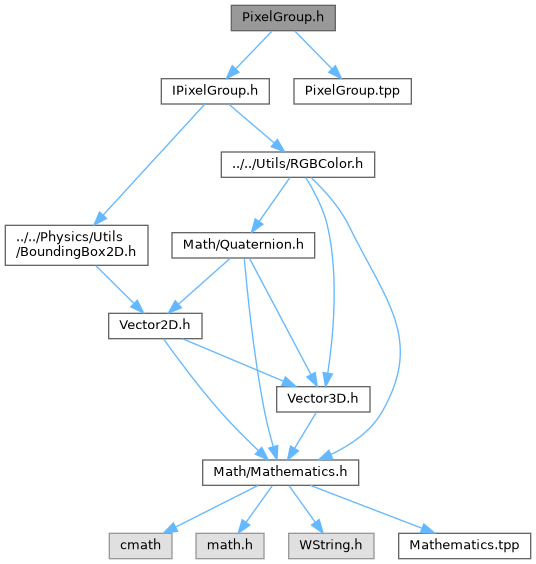 PixelGroup.h
IPixelGroup.h
PixelGroup.tpp
../../Utils/RGBColor.h
../../Physics/Utils
/BoundingBox2D.h
Math/Quaternion.h
Vector2D.h
Vector3D.h
Math/Mathematics.h
cmath
math.h
WString.h
Mathematics.tpp